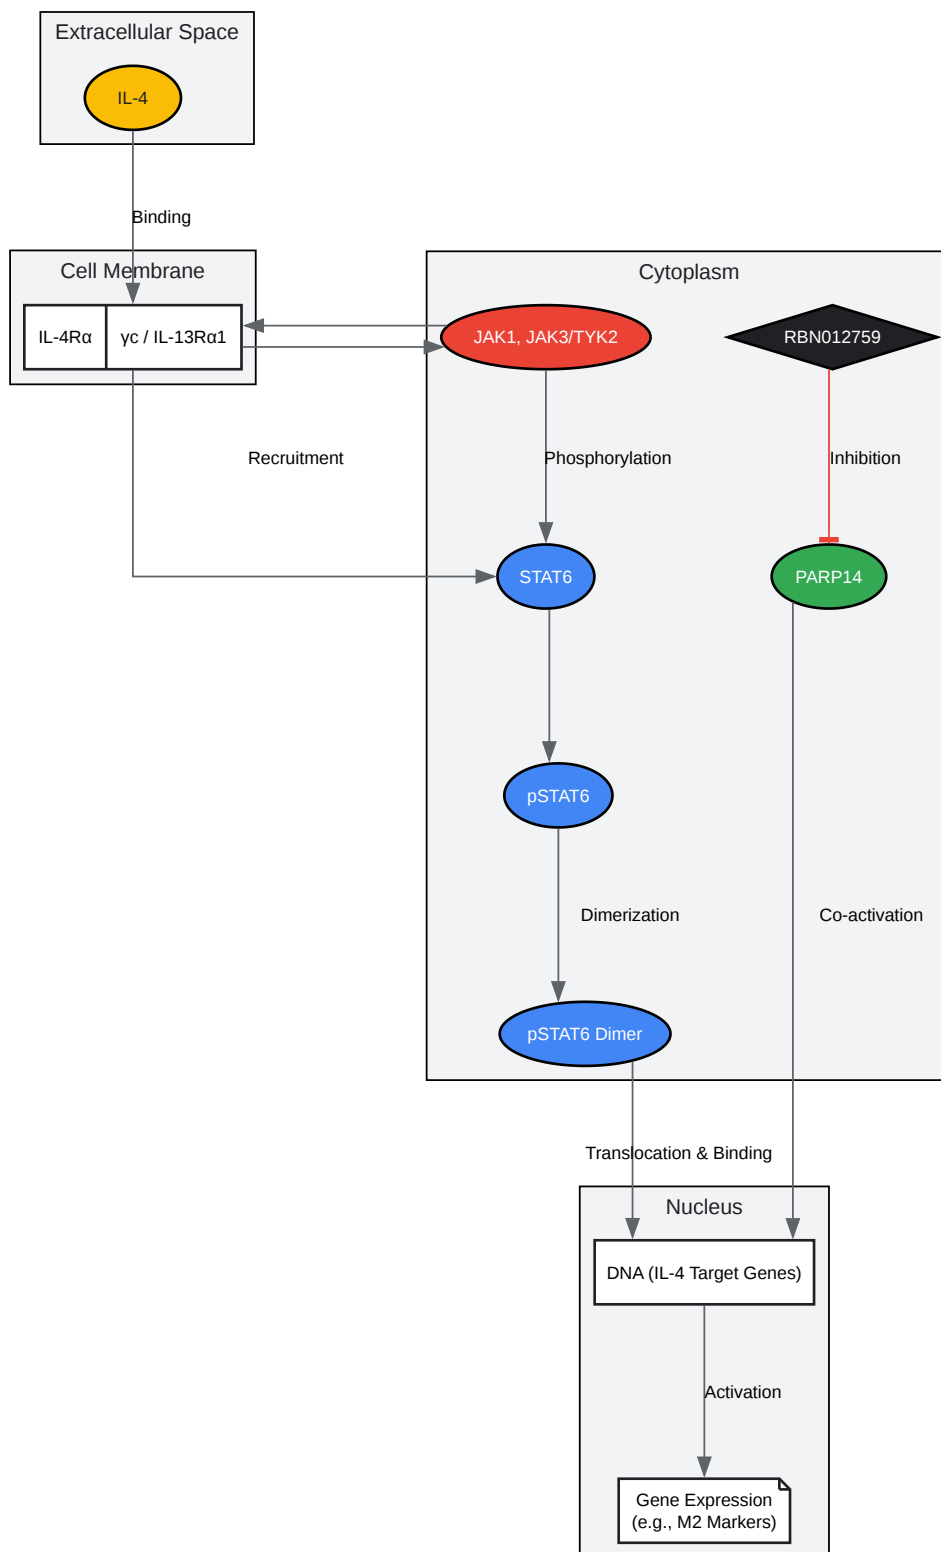 Extracellular Space
IL-4
Binding
Cell Membrane
IL-4Rα
γc / IL-13Rα1
Cytoplasm
JAK1, JAK3/TYK2
RBN012759
Recruitment
Phosphorylation
Inhibition
STAT6
PARP14
pSTAT6
Dimerization
Co-activation
pSTAT6 Dimer
Translocation & Binding
Nucleus
DNA (IL-4 Target Genes)
Activation
Gene Expression
(e.g., M2 Markers)